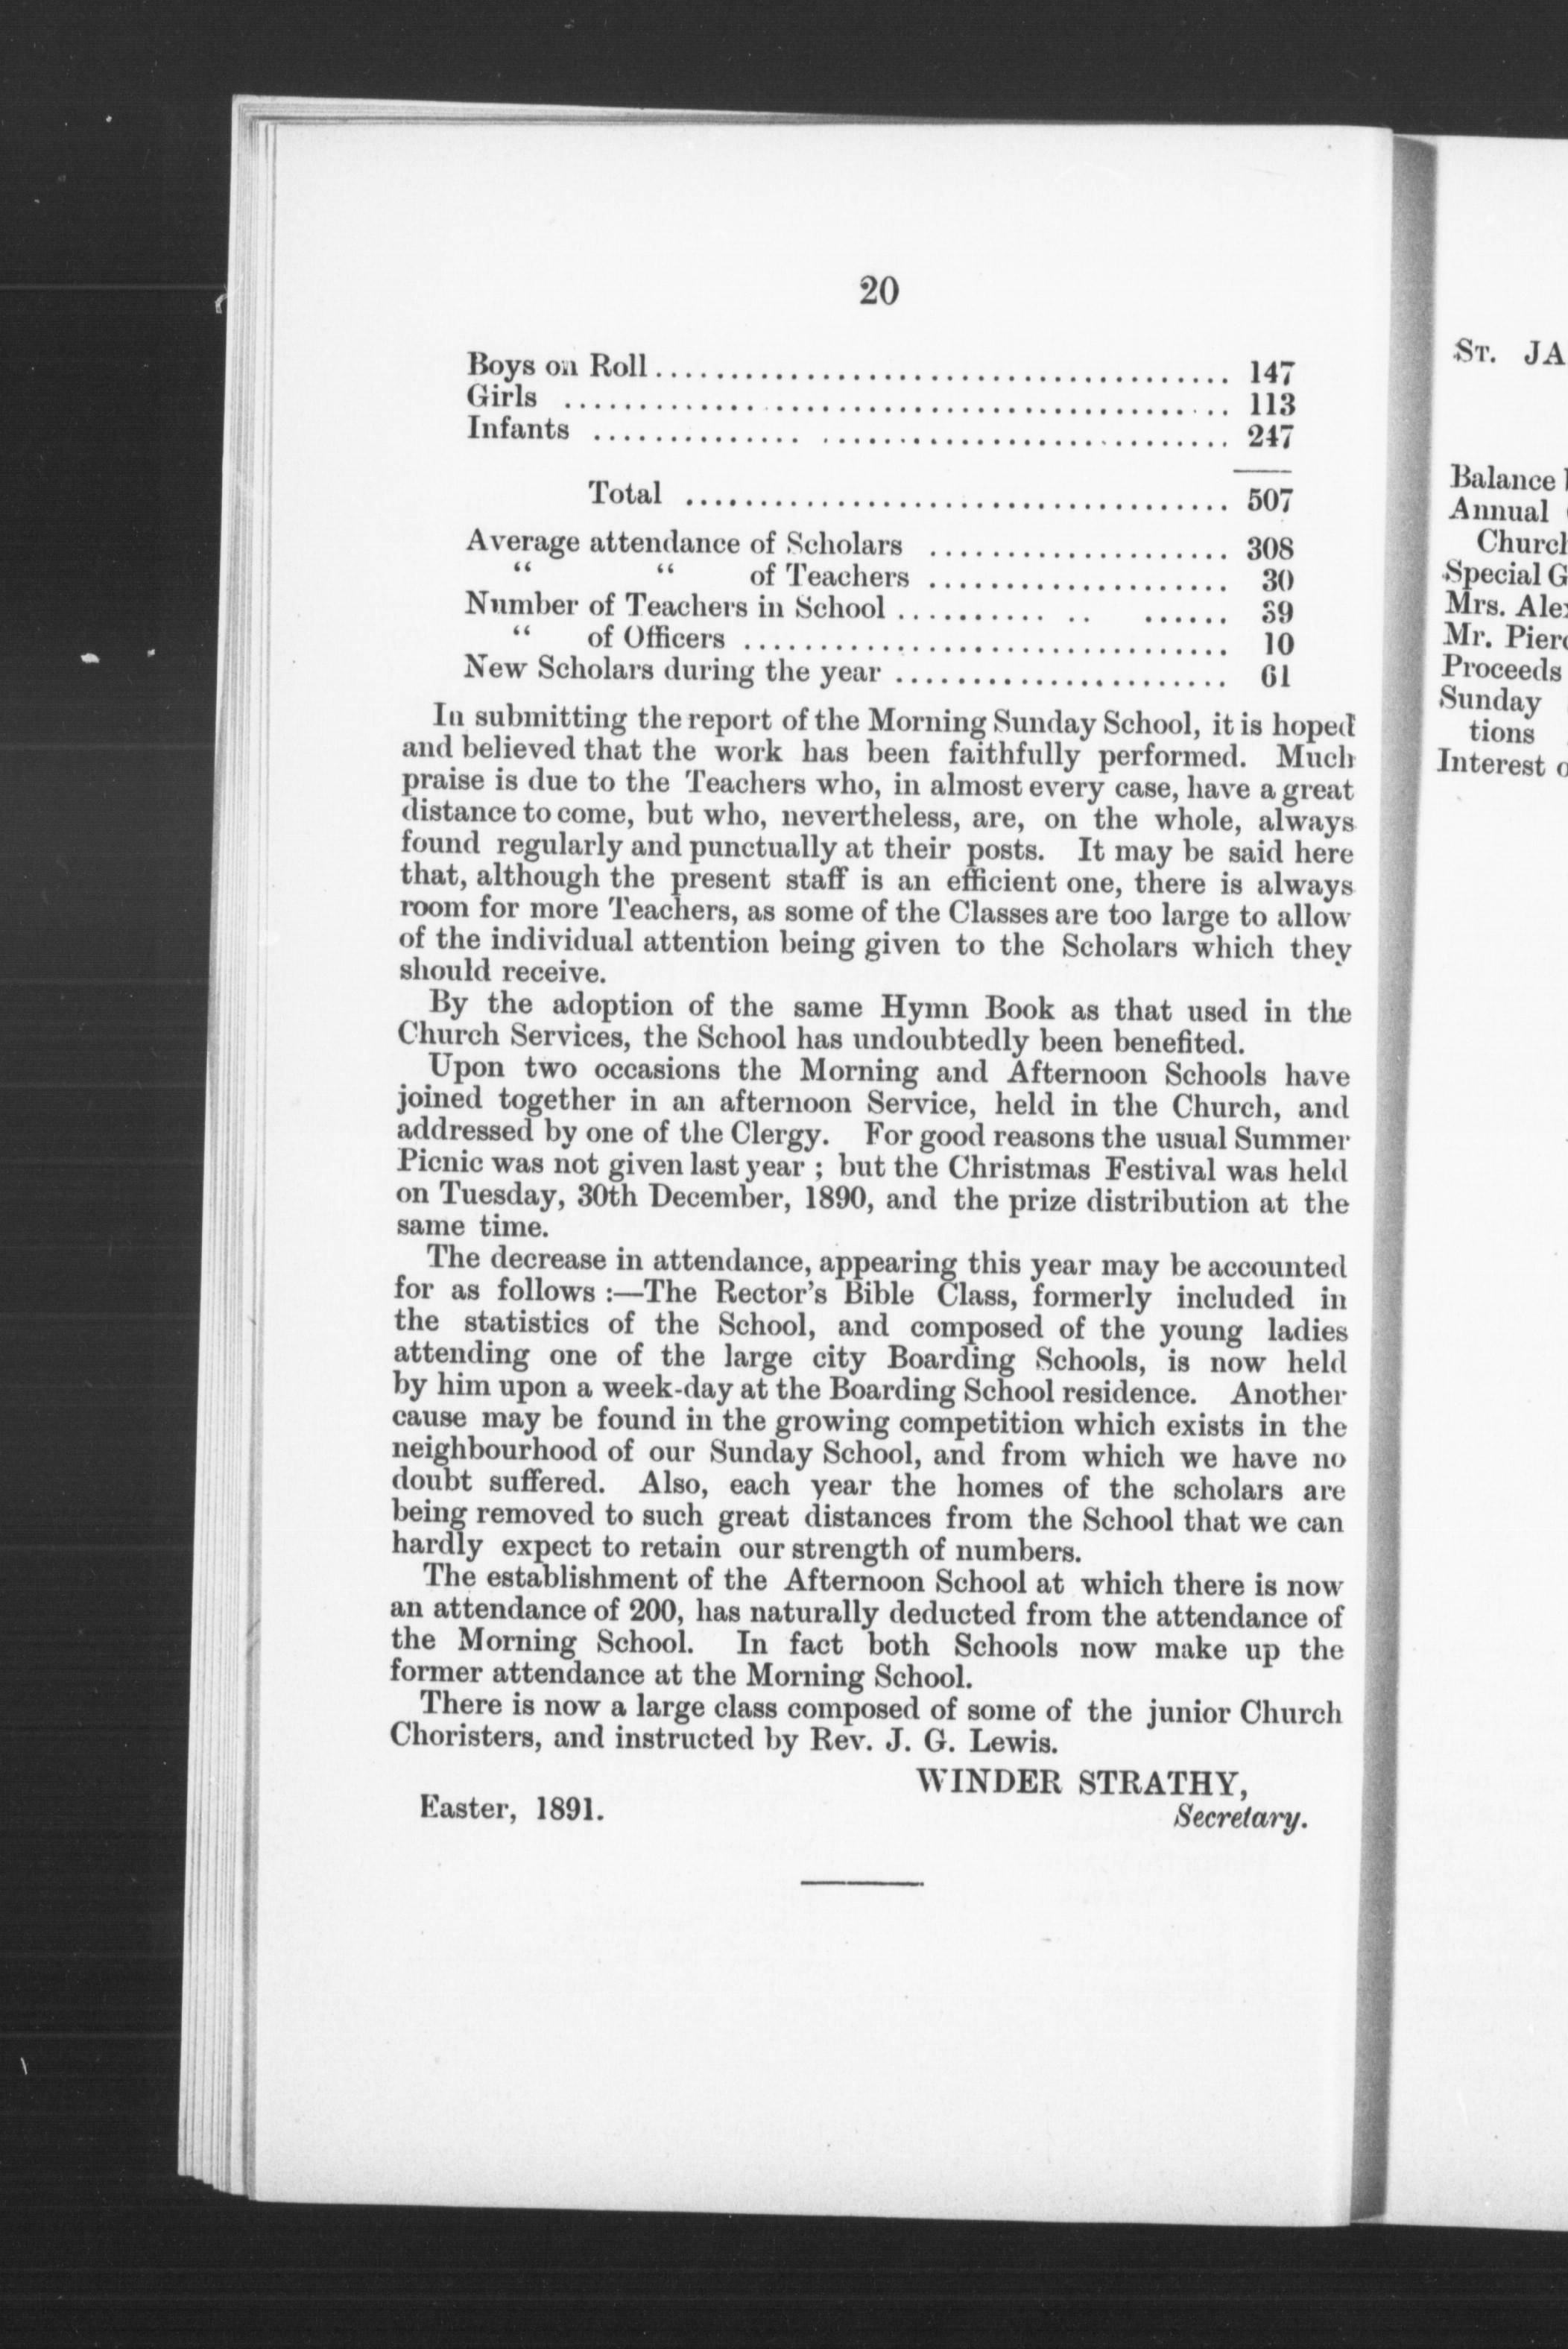 20
Boys on Roll........................................ 147
Girls ............................................. 113
Infants ........................................... 247
Total .................................... 507
Average attendance of Scholars .................... 308
“ “ of Teachers .................... 30
Number of Teachers in School .......... .. ...... 39
“ of Officers ................................ 10
New Scholars during the year ...................... 61
In submitting the report of the Morning Sunday School, it is hoped
and believed that the work has been faithfully performed. Much
praise is due to the Teachers who, in almost every case, have a great
distance to come, but who, nevertheless, are, on the whole, always
found regularly and punctually at their posts. It may be said here
that, although the present staff is an efficient one, there is always
room for more Teachers, as some of the Classes are too large to allow
of the individual attention being given to the Scholars which they
should receive.
By the adoption of the same Hymn Book as that used in the
Church Services, the School has undoubtedly been benefited.
Upon two occasions the Morning and Afternoon Schools have
joined together in an afternoon Service, held in the Church, and
addressed by one of the Clergy. For good reasons the usual Summer
Picnic was not given last year ; but the Christmas Festival was held
on Tuesday, 30th December, 1890, and the prize distribution at the
same time.
The decrease in attendance, appearing this year may be accounted
for as follows :—The Rector's Bible Class, formerly included in
the statistics of the School, and composed of the young ladies
attending one of the large city Boarding Schools, is now held
by him upon a week-day at the Boarding School residence. Another
cause may be found in the growing competition which exists in the
neighbourhood of our Sunday School, and from which we have no
doubt suffered. Also, each year the homes of the scholars are
being removed to such great distances from the School that we can
hardly expect to retain our strength of numbers.
The establishment of the Afternoon School at which there is now
an attendance of 200, has naturally deducted from the attendance of
the Morning School. In fact both Schools now make up the
former attendance at the Morning School.
There is now a large class composed of some of the junior Church
Choristers, and instructed by Rev. J. G. Lewis.
WINDER STRATHY,
Easter, 1891.
Secretary.
St. JA
Balance
Annual
Church
Special G
Mrs. Alex
Mr. Pierc
Proceeds
Sunday
tions
Interest o